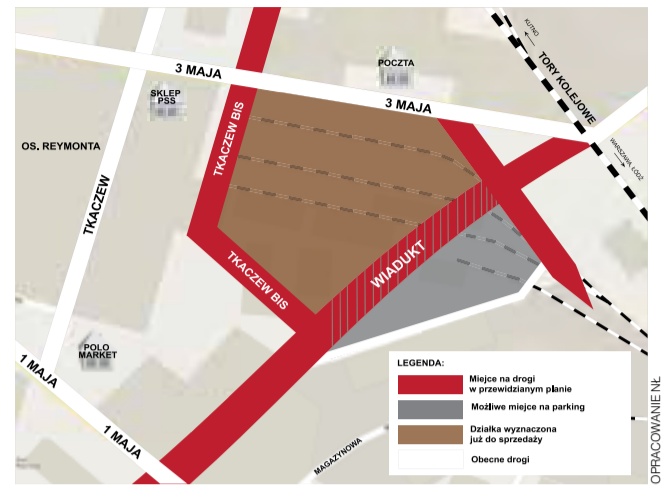 KUTNO
TORY KOLEJOWE
POCZTA
3 MAJA
3 MAJA
SKLEP
PSS
TKACZEW BIS
OS. REYMONTA
WARSZAWA, ŁÓDŹ
TKACZEW
WIADUKT
TKACZEW BIS
POLO
MARKET
1 MAJA
1 MAJA
MAGAZYNOWA
LEGENDA:
Miejce na drogi
w przewidzianym planie
Możliwe miejce na parking
Działka wyznaczona
już do sprzedaży
Obecne drogi
OPRACOWANIE NŁ